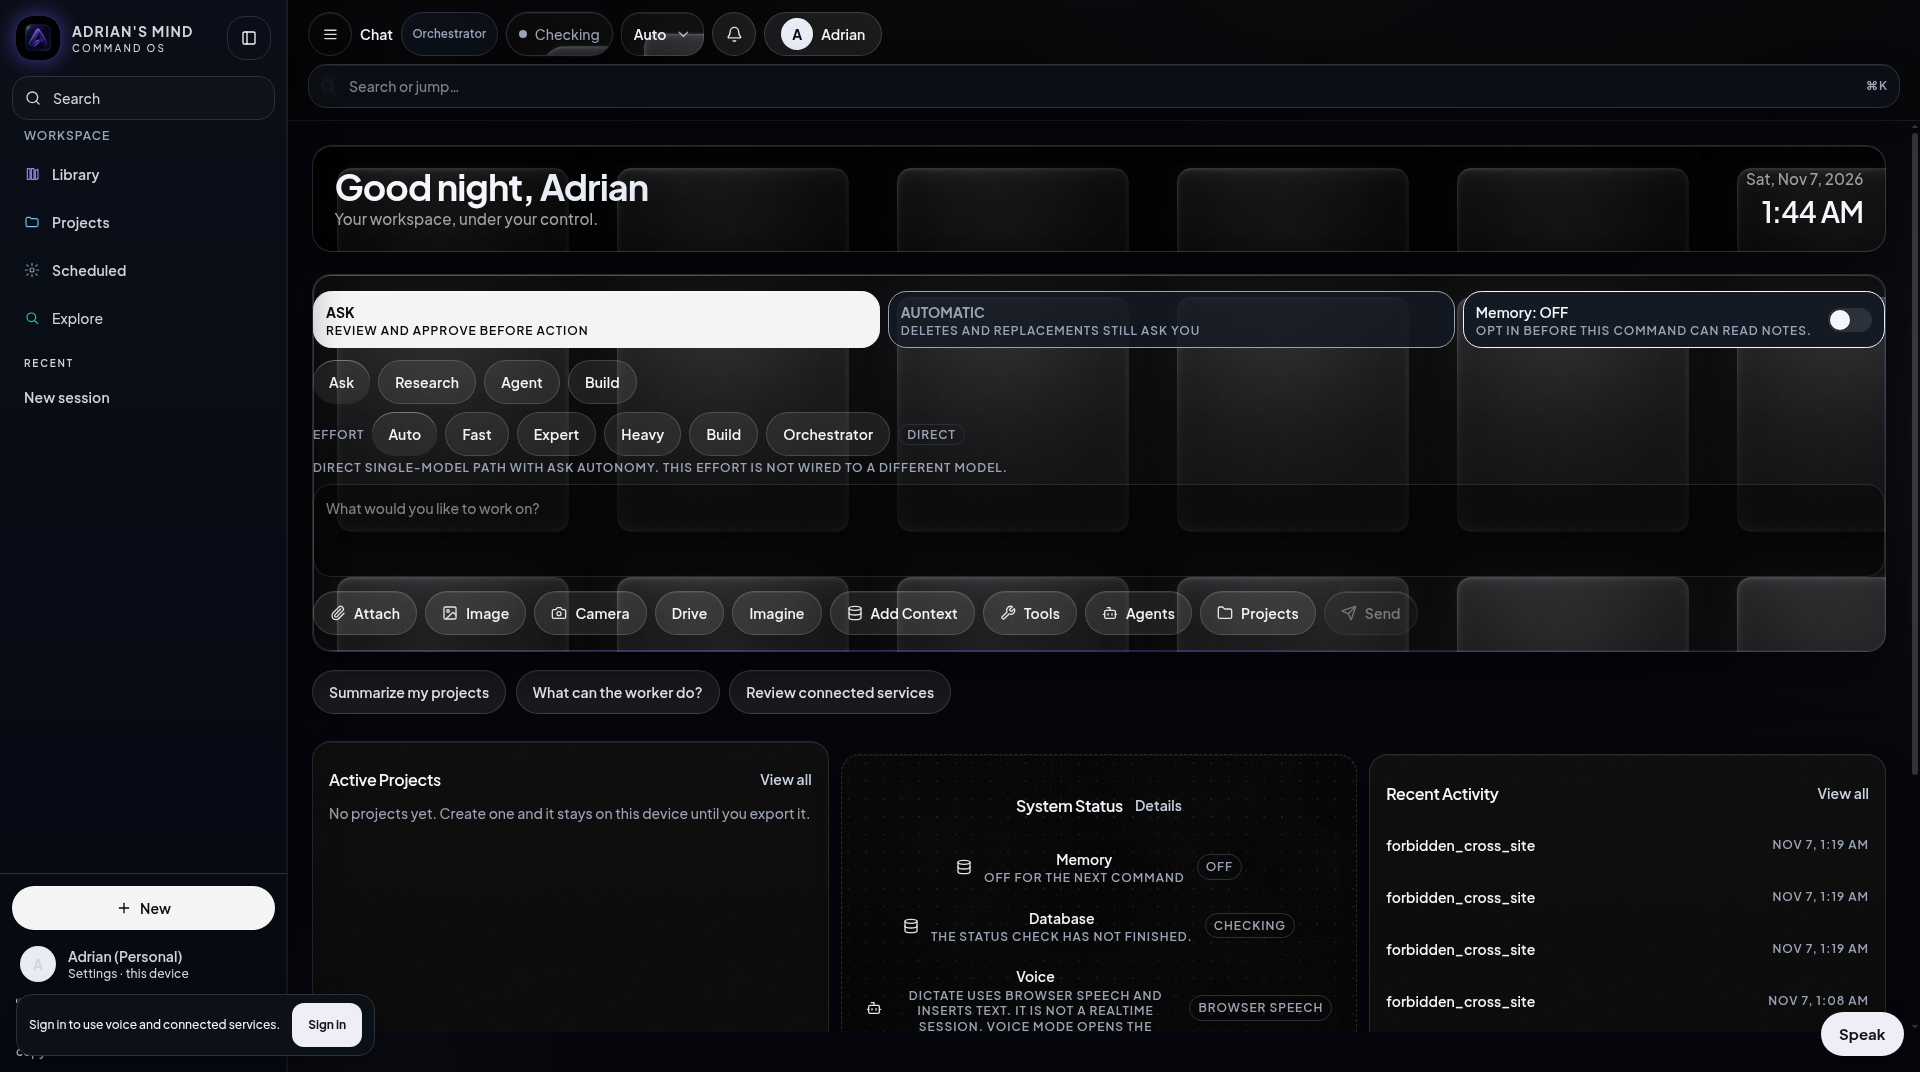 ADRIAN'S MIND
COMMAND OS
Search
WORKSPACE
Library
Projects
Scheduled
Explore
RECENT
New session
New
A
Adrian (Personal)
Settings · this device
Sign in to use voice and connected services.
Sign in
Chat
Orchestrator
Checking
Auto
A
Adrian
Search or jump…
⌘K
Good night, Adrian
Your workspace, under your control.
Sat, Nov 7, 2026
1:44 AM
ASK
REVIEW AND APPROVE BEFORE ACTION
AUTOMATIC
DELETES AND REPLACEMENTS STILL ASK YOU
Memory: OFF
OPT IN BEFORE THIS COMMAND CAN READ NOTES.
Ask
Research
Agent
Build
EFFORT
Auto
Fast
Expert
Heavy
Build
Orchestrator
DIRECT
DIRECT SINGLE-MODEL PATH WITH ASK AUTONOMY. THIS EFFORT IS NOT WIRED TO A DIFFERENT MODEL.
What would you like to work on?
Attach
Image
Camera
Drive
Imagine
Add Context
Tools
Agents
Projects
Send
Summarize my projects
What can the worker do?
Review connected services
Active Projects
View all
No projects yet. Create one and it stays on this device until you export it.
System Status
Details
Memory
OFF FOR THE NEXT COMMAND
OFF
Database
THE STATUS CHECK HAS NOT FINISHED.
CHECKING
Voice
DICTATE USES BROWSER SPEECH AND
INSERTS TEXT. IT IS NOT A REALTIME
SESSION. VOICE MODE OPENS THE
BROWSER SPEECH
Recent Activity
View all
forbidden_cross_site
NOV 7, 1:19 AM
forbidden_cross_site
NOV 7, 1:19 AM
forbidden_cross_site
NOV 7, 1:19 AM
forbidden_cross_site
NOV 7, 1:08 AM
Speak